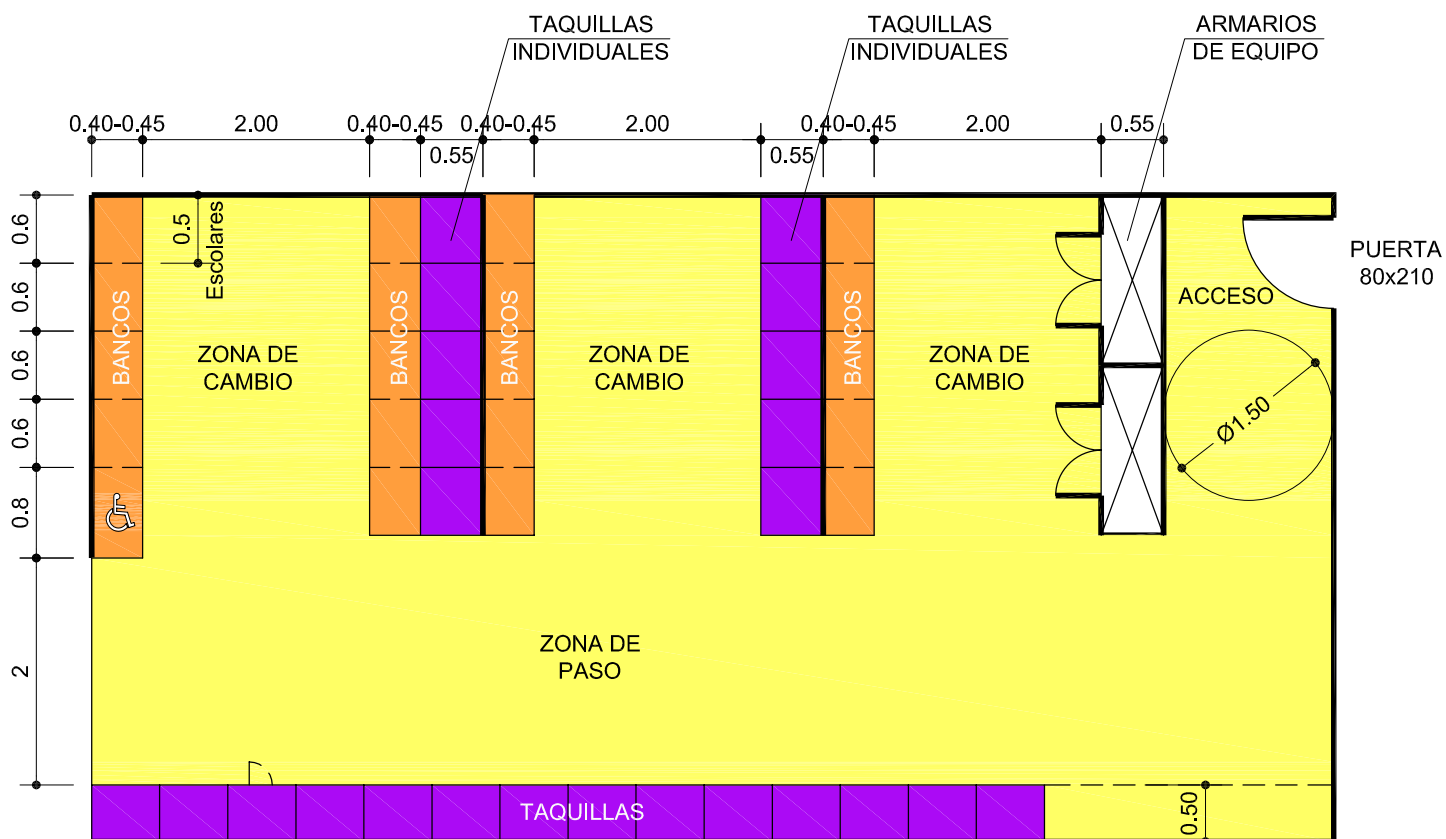 TAQUILLAS
INDIVIDUALES
TAQUILLAS
INDIVIDUALES
ARMARIOS
DE EQUIPO
0.40-0.45
2.00
0.40-0.45
0.40-0.45
2.00
0.40-0.45
2.00
0.55
0.55
0.55
0.6
0.5
Escolares
PUERTA
80x210
0.6
BANCOS
BANCOS
BANCOS
BANCOS
ACCESO
ZONA DE
CAMBIO
ZONA DE
CAMBIO
ZONA DE
CAMBIO
0.6
0.6
Ø1.50
0.8
ZONA DE
PASO
2
TAQUILLAS
0.50